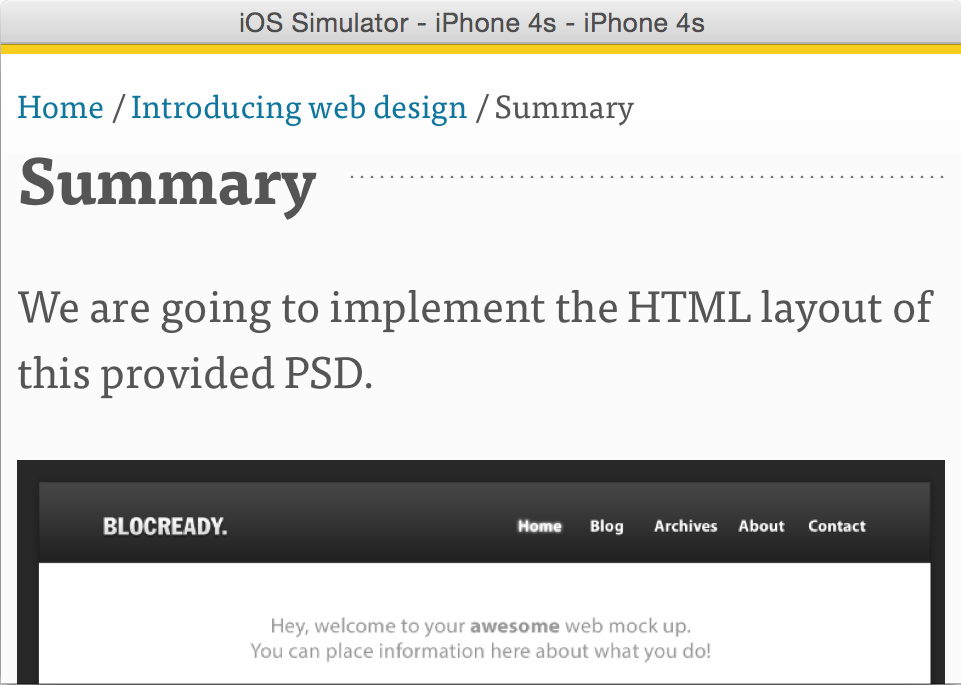 iOS Simulator - iPhone 4s - iPhone 4s
Home / Introducing web design / Summary
Summary
We are going to implement the HTML layout of
this provided PSD.
BLOCREADY. Home Blog Archives About Contact
Hey, welcome to your awesome web mock up.
You can place information here about what you do!